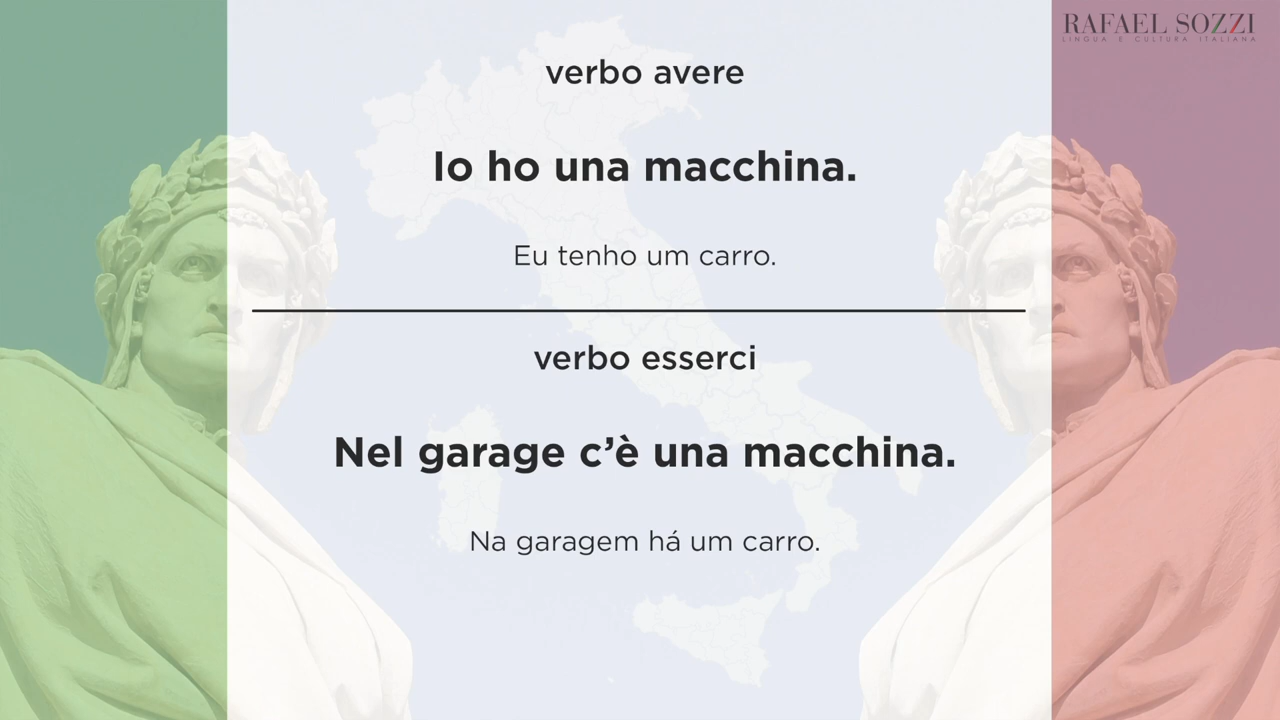 RAFAEL SOZZI
LINGUA E CULTURA ITALIANA
verbo avere
Io ho una macchina.
Eu tenho um carro.
verbo esserci
Nel garage c’è una macchina.
Na garagem há um carro.